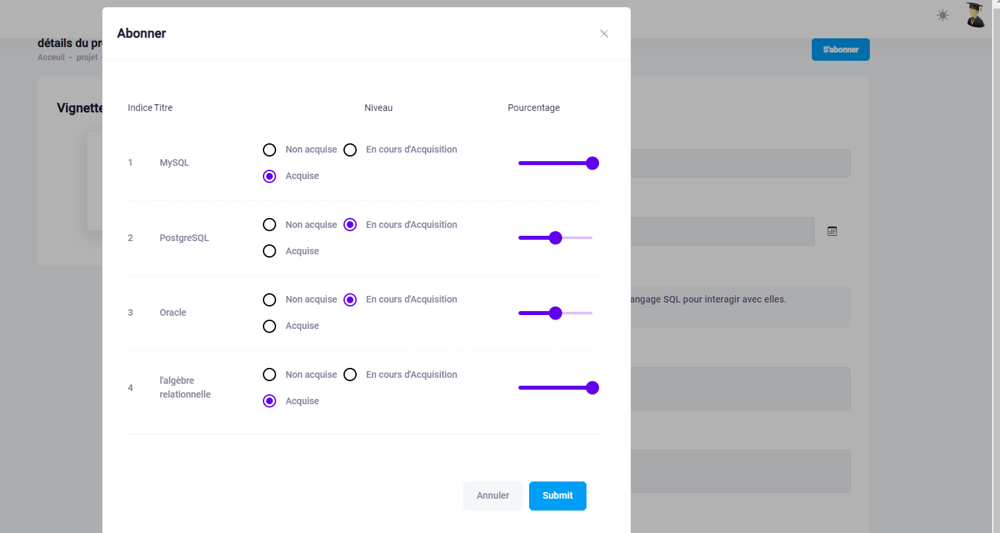 Abonner
détails du pr
S'abonner
Acceuil - projet -
Vignette
Indice Titre Niveau Pourcentage
Non acquise En cours d'Acquisition
1 MySQL
Acquise
Non acquise En cours d'Acquisition
2 PostgreSQL
Acquise
Non acquise En cours d'Acquisition
angage SQL pour interagir avec elles.
3 Oracle
Acquise
Non acquise En cours d'Acquisition
4 l'algèbre
relationnelle
Acquise
Annuler Submit